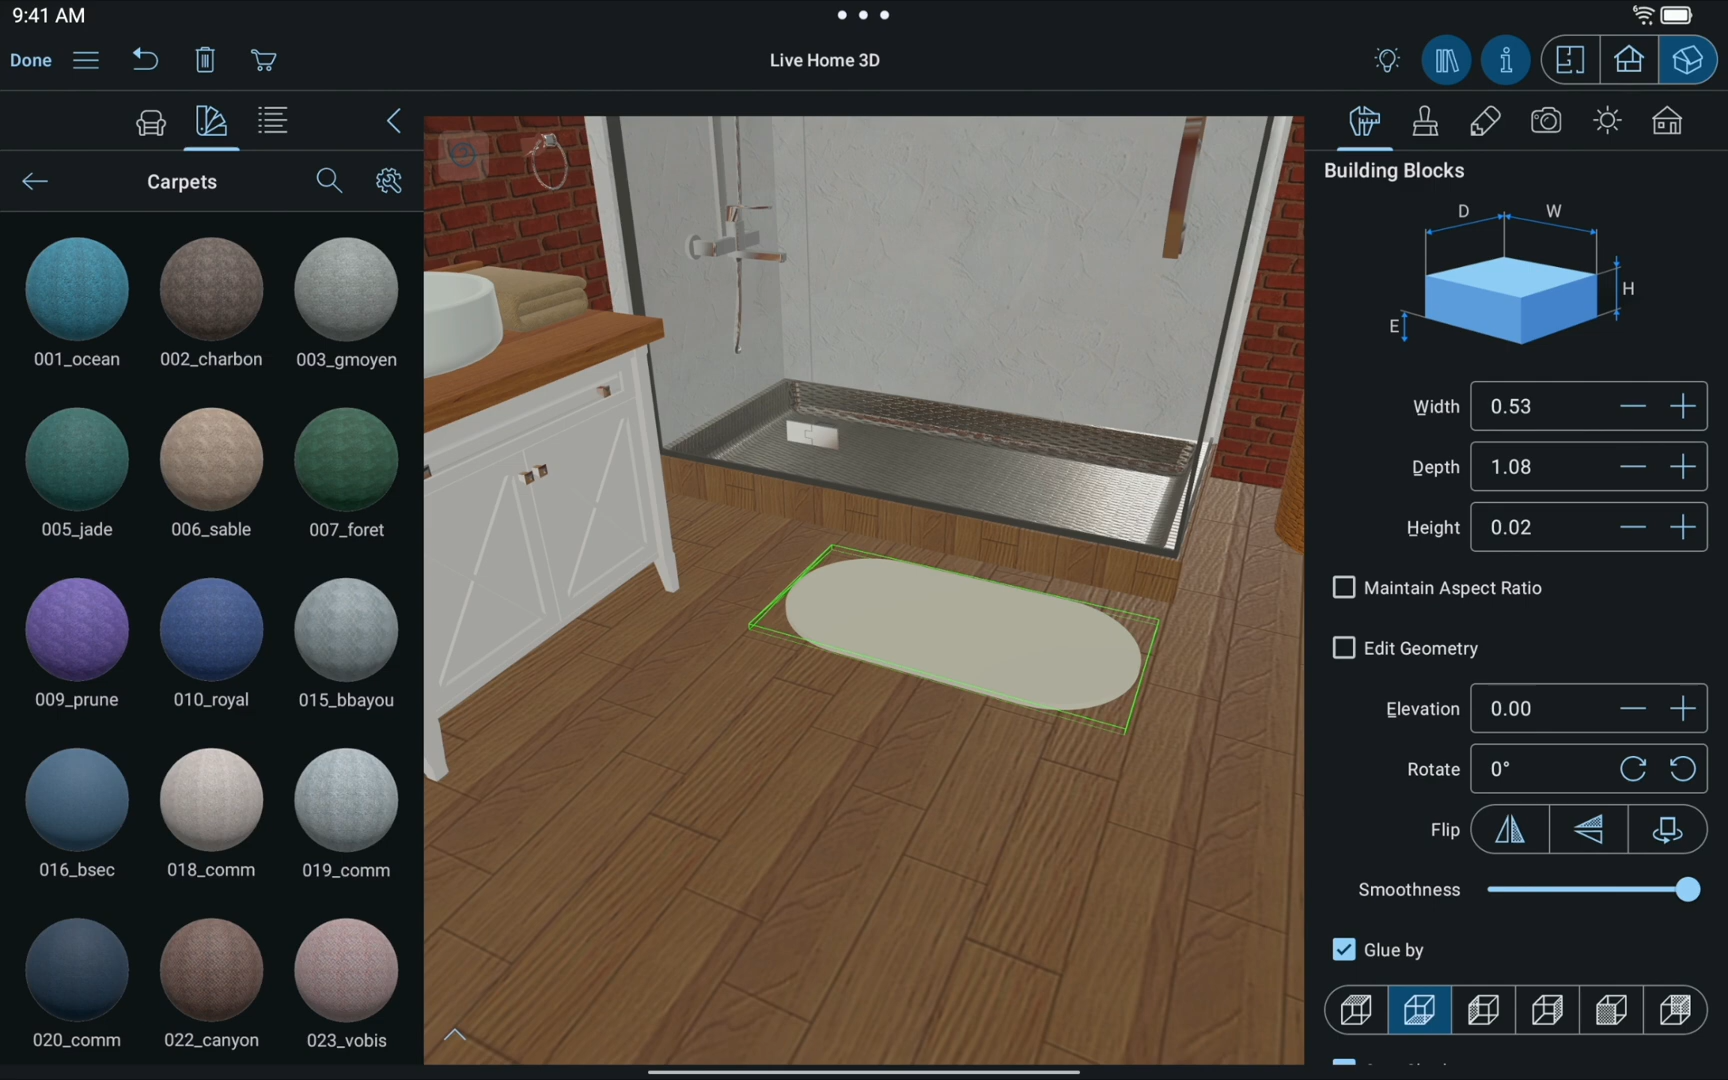 9:41 AM
Done
Live Home 3D
Carpets
001_ocean
002_charbon
003_gmoyen
005_jade
006_sable
007_foret
009_prune
010_royal
015_bbayou
016_bsec
018_comm
019_comm
020_comm
022_canyon
023_vobis
Building Blocks
D
W
H
E
Width 0.53
Depth 1.08
Height 0.02
Maintain Aspect Ratio
Edit Geometry
Elevation 0.00
Rotate 0°
Flip
Smoothness
Glue by